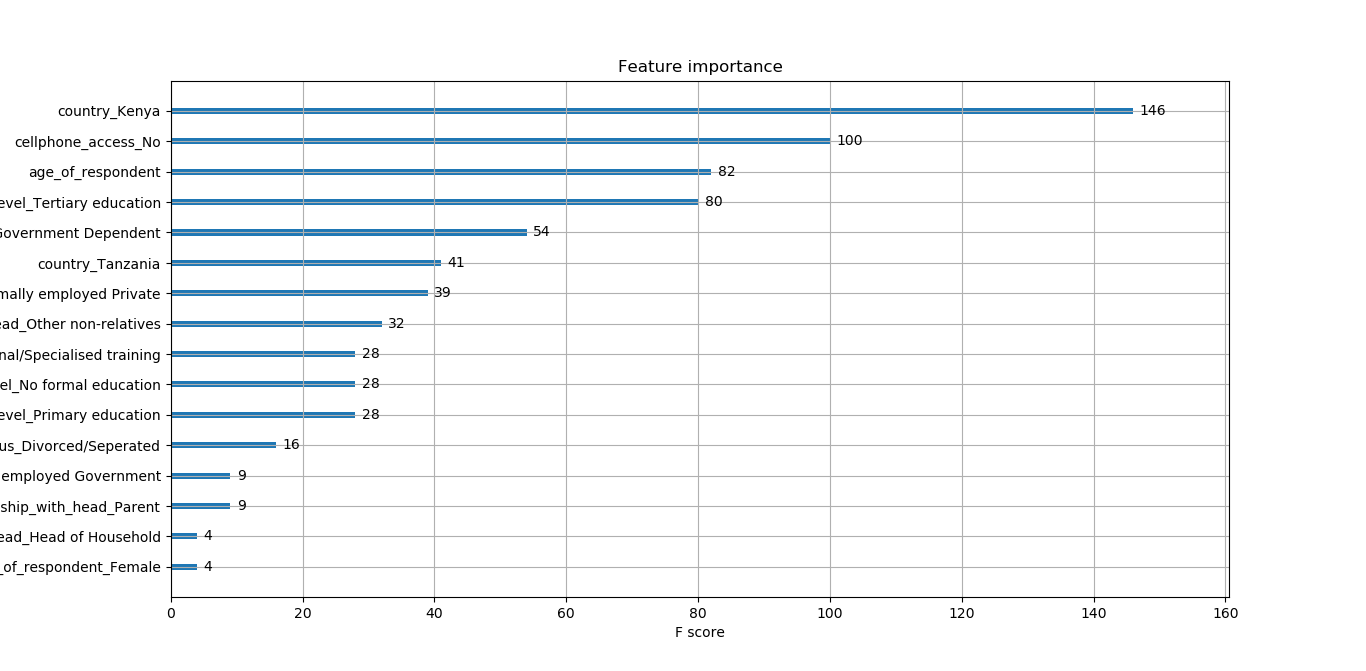 Feature importance
country_Kenya 146
cellphone_access_No 100
age_of_respondent 82
evel_Tertiary education 80
Government Dependent 54
country_Tanzania 41
mally employed Private 39
ead_Other non-relatives 32
nal/Specialised training 28
el_No formal education 28
evel_Primary education 28
us_Divorced/Seperated 16
employed Government 9
ship_with_head_Parent 9
ead_Head of Household 4
_of_respondent_Female 4
0 20 40 60 80 100 120 140 160
F score